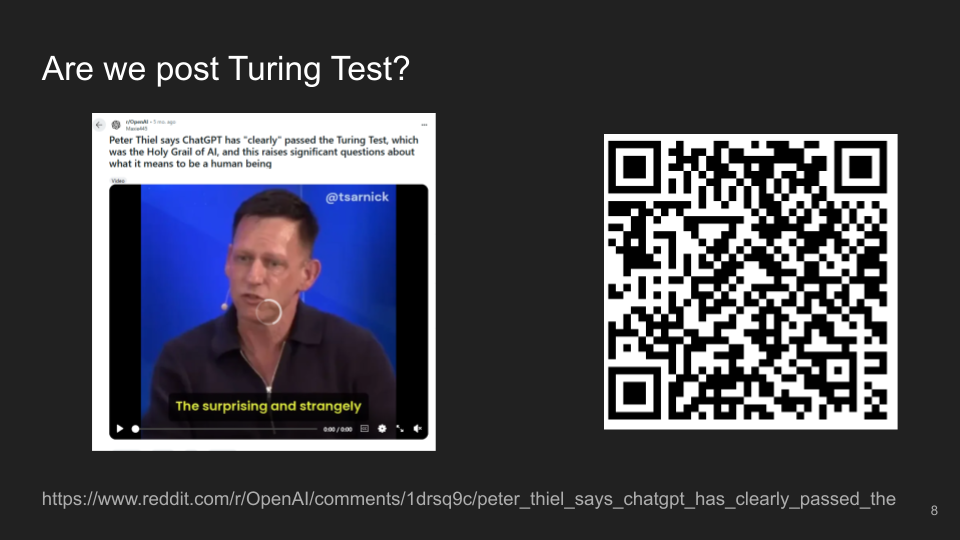 Are we post Turing Test?
r/OpenAI • 5 mo. ago
Peter Thiel says ChatGPT has "clearly" passed the Turing Test, which
was the Holy Grail of AI, and this raises significant questions about
what it means to be a human being
Video
@tsarnick
The surprising and strangely
0:00 / 0:00
https://www.reddit.com/r/OpenAI/comments/1drsq9c/peter_thiel_says_chatgpt_has_clearly_passed_the
8